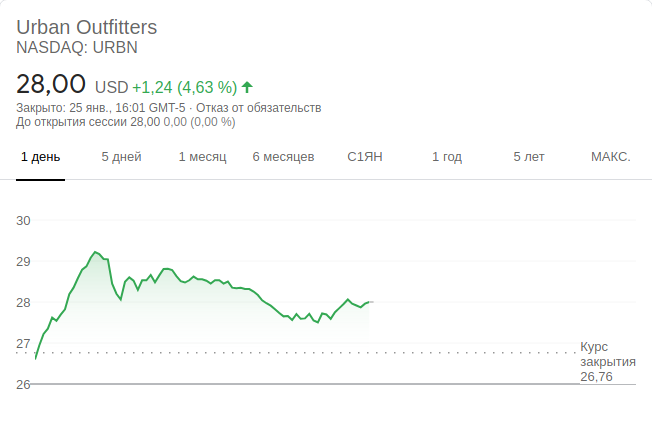 Urban Outfitters
NASDAQ: URBN
28,00 USD +1,24 (4,63 %)
Закрыто: 25 янв., 16:01 GMT-5 · Отказ от обязательств
До открытия сессии 28,00 0,00 (0,00 %)
1 день 5 дней 1 месяц 6 месяцев С1ЯН 1 год 5 лет МАКС.
30
29
28
27
Курс
закрытия
26,76
26